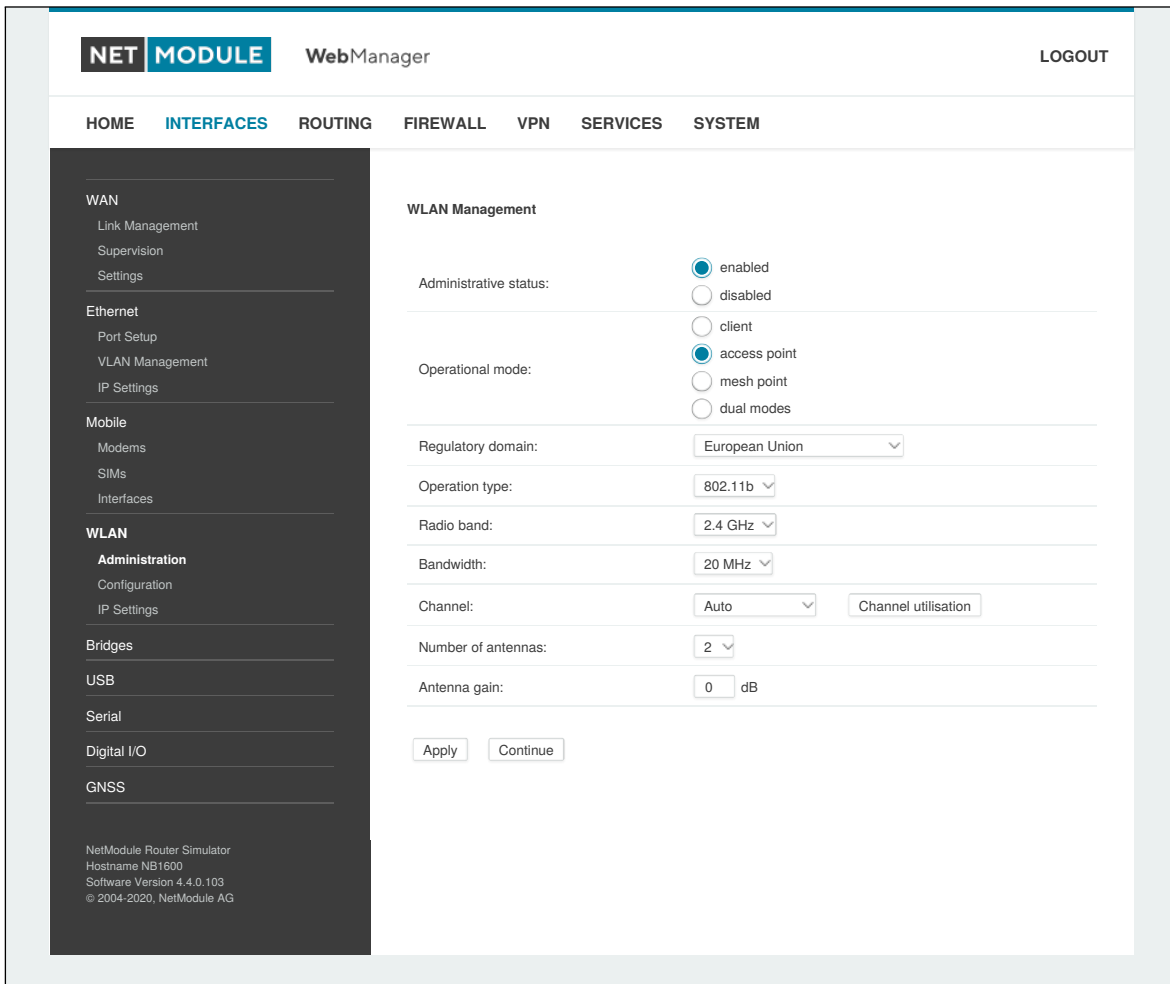 NET MODULE WebManager LOGOUT
HOME INTERFACES ROUTING FIREWALL VPN SERVICES SYSTEM
WAN
Link Management
Supervision
Settings
Ethernet
Port Setup
VLAN Management
IP Settings
Mobile
Modems
SIMs
Interfaces
WLAN
Administration
Configuration
IP Settings
Bridges
USB
Serial
Digital I/O
GNSS
NetModule Router Simulator
Hostname NB1600
Software Version 4.4.0.103
© 2004-2020, NetModule AG
WLAN Management
Administrative status:
enabled
disabled
Operational mode:
client
access point
mesh point
dual modes
Regulatory domain: European Union
Operation type: 802.11b
Radio band: 2.4 GHz
Bandwidth: 20 MHz
Channel: Auto Channel utilisation
Number of antennas: 2
Antenna gain: 0 dB
Apply Continue